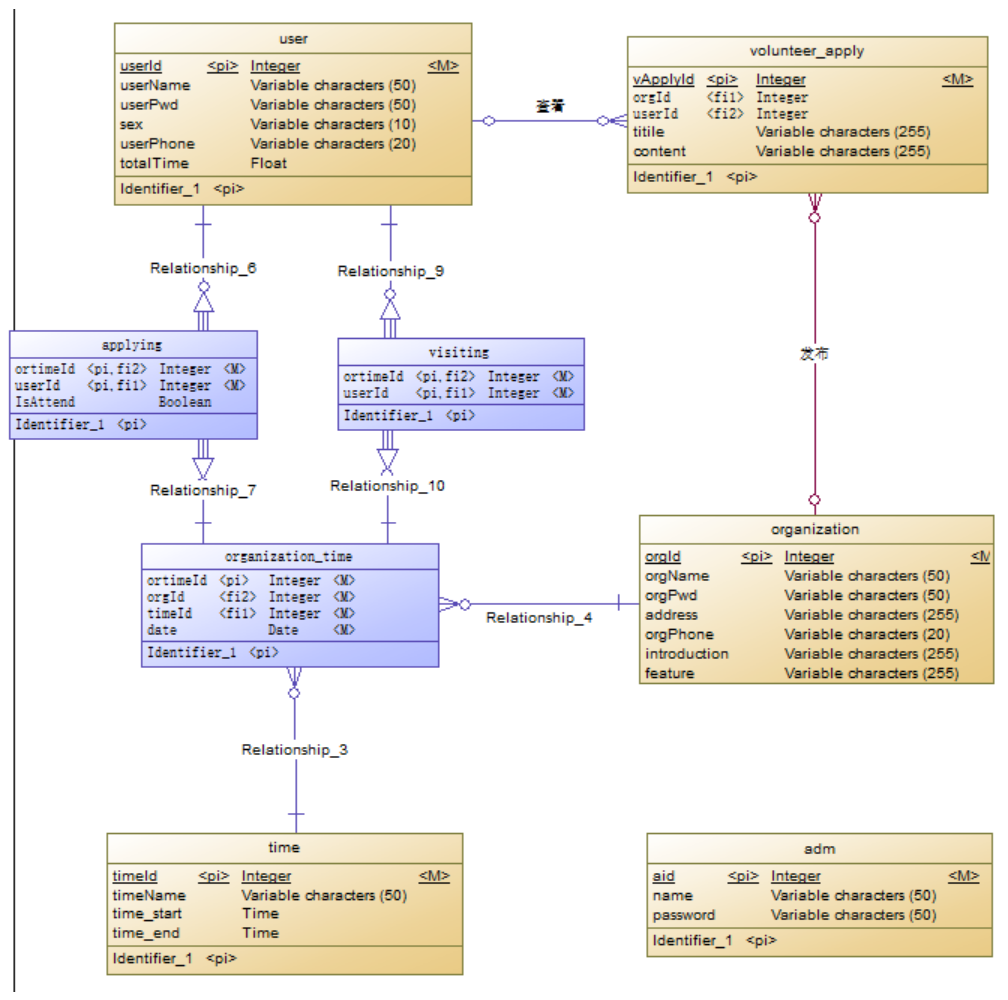 user
userId <pi> Integer <M>
userName Variable characters (50)
userPwd Variable characters (50)
sex Variable characters (10)
userPhone Variable characters (20)
totalTime Float
Identifier_1 <pi>
查看
volunteer_apply
vApplyId <pi> Integer <M>
orgId <fi1> Integer
userId <fi2> Integer
titile Variable characters (255)
content Variable characters (255)
Identifier_1 <pi>
Relationship_6
Relationship_9
applying
ortimeId <pi,fi2> Integer <M>
userId <pi,fi1> Integer <M>
IsAttend Boolean
Identifier_1 <pi>
visiting
ortimeId <pi,fi2> Integer <M>
userId <pi,fi1> Integer <M>
Identifier_1 <pi>
发布
Relationship_7
Relationship_10
organization_time
ortimeId <pi> Integer <M>
orgId <fi2> Integer <M>
timeId <fi1> Integer <M>
date Date <M>
Identifier_1 <pi>
Relationship_4
organization
orgId <pi> Integer <M
orgName Variable characters (50)
orgPwd Variable characters (50)
address Variable characters (255)
orgPhone Variable characters (20)
introduction Variable characters (255)
feature Variable characters (255)
Relationship_3
time
timeId <pi> Integer <M>
timeName Variable characters (50)
time_start Time
time_end Time
Identifier_1 <pi>
adm
aid <pi> Integer <M>
name Variable characters (50)
password Variable characters (50)
Identifier_1 <pi>